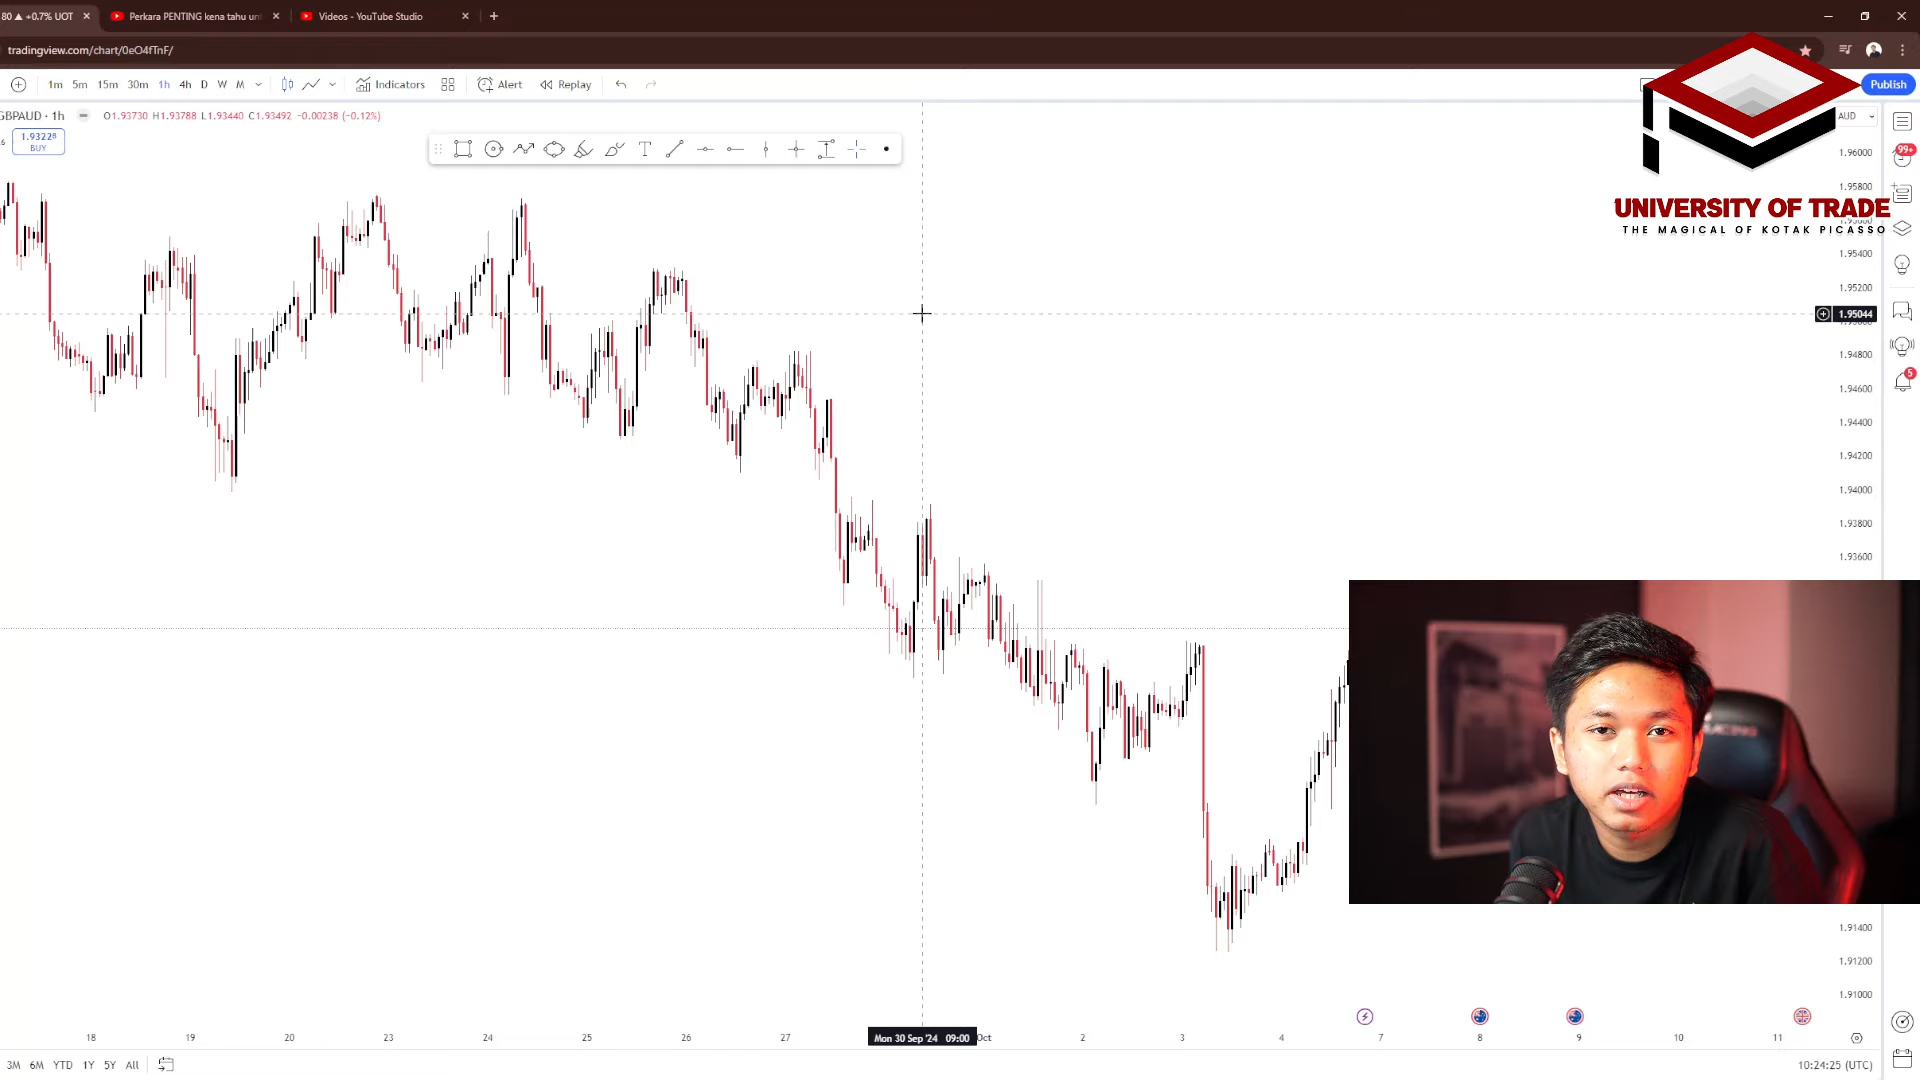 80 ▲ +0.7% UOT
Perkara PENTING kena tahu un
Videos - YouTube Studio
tradingview.com/chart/0eO4fTnF/
1m 5m 15m 30m 1h 4h D W M
Indicators
Alert
Replay
Publish
GBPAUD · 1h
O1.93730 H1.93788 L1.93440 C1.93492 -0.00238 (-0.12%)
1.93228
BUY
AUD
UNIVERSITY OF TRADE
THE MAGICAL OF KOTAK PICASSO
99+
5
1.96000
1.95800
1.95400
1.95200
1.95044
1.94800
1.94600
1.94400
1.94200
1.94000
1.93800
1.93600
1.91400
1.91200
1.91000
18 19 20 23 24 25 26 27 Mon 30 Sep '24 09:00 Oct 2 3 4 7 8 9 10 11
3M 6M YTD 1Y 5Y All
10:24:25 (UTC)